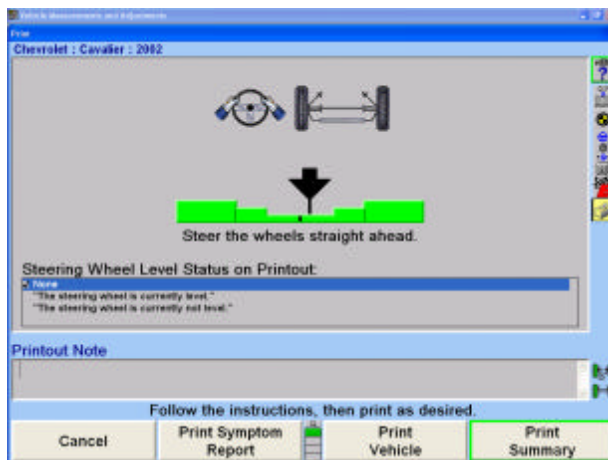 Vehicle Measurements and Adjustments
Print
Chevrolet : Cavalier : 2002
Steer the wheels straight ahead.
Steering Wheel Level Status on Printout:
None
"The steering wheel is currently level."
"The steering wheel is currently not level."
Printout Note
Follow the instructions, then print as desired.
Cancel
Print Symptom
Report
Print
Vehicle
Print
Summary